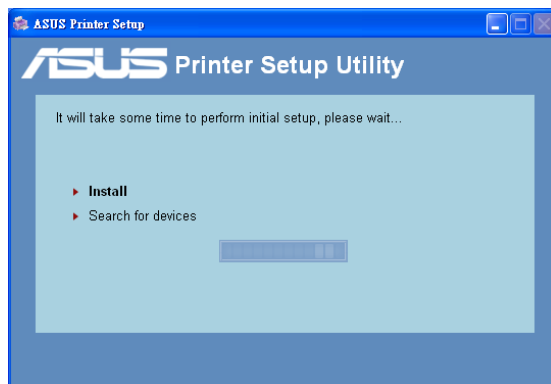 ASUS Printer Setup
ASUS Printer Setup Utility
It will take some time to perform initial setup, please wait...
Install
Search for devices